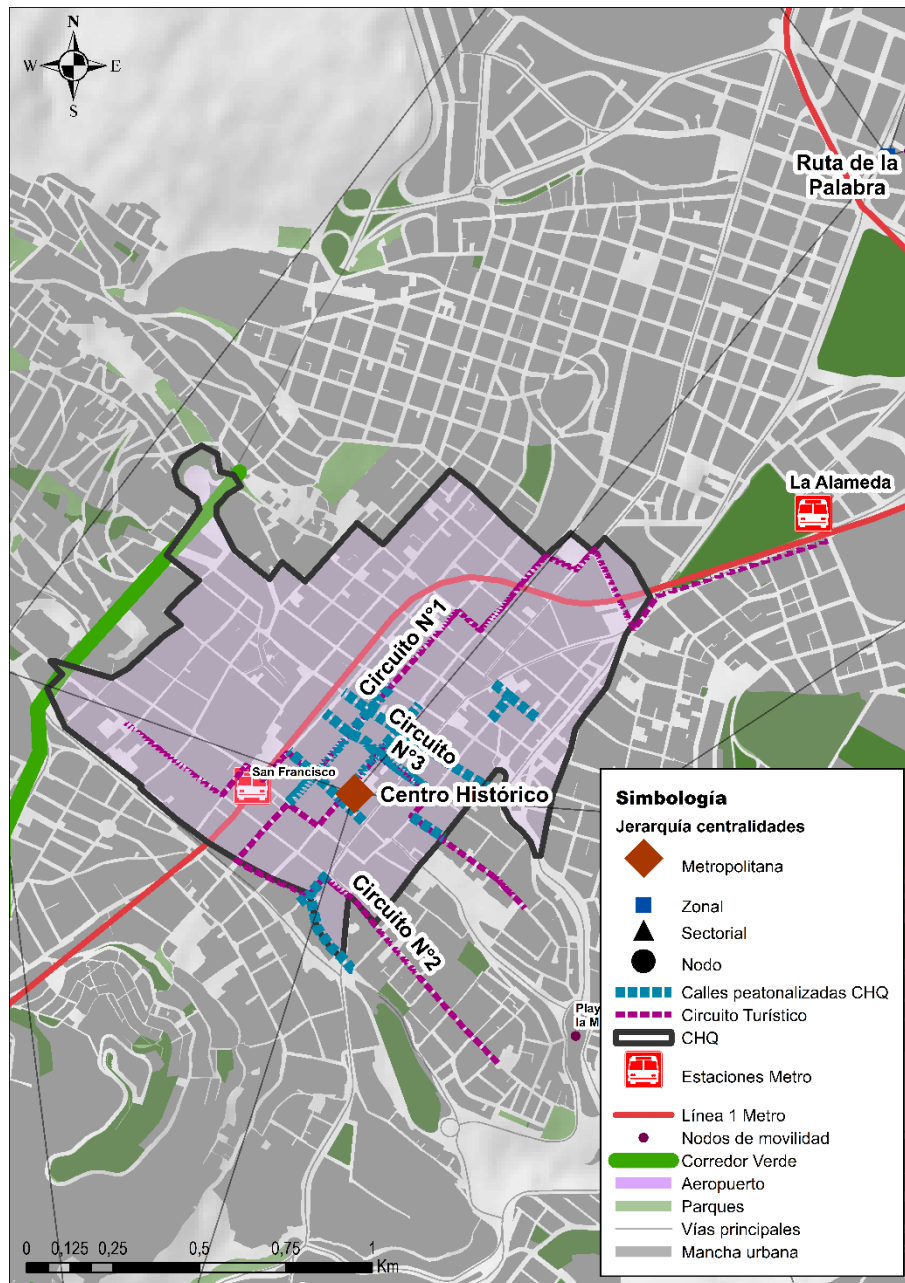 N
W E
S
Ruta de la
Palabra
La Alameda
Circuito N°1
Circuito
N°3
San Francisco
Centro Histórico
Circuito N°2
Play
la M
Simbología
Jerarquía centralidades
Metropolitana
Zonal
Sectorial
Nodo
Calles peatonalizadas CHQ
Circuito Turístico
CHQ
Estaciones Metro
Línea 1 Metro
Nodos de movilidad
Corredor Verde
Aeropuerto
Parques
Vías principales
Mancha urbana
0 0,125 0,25 0,5 0,75 1
Km